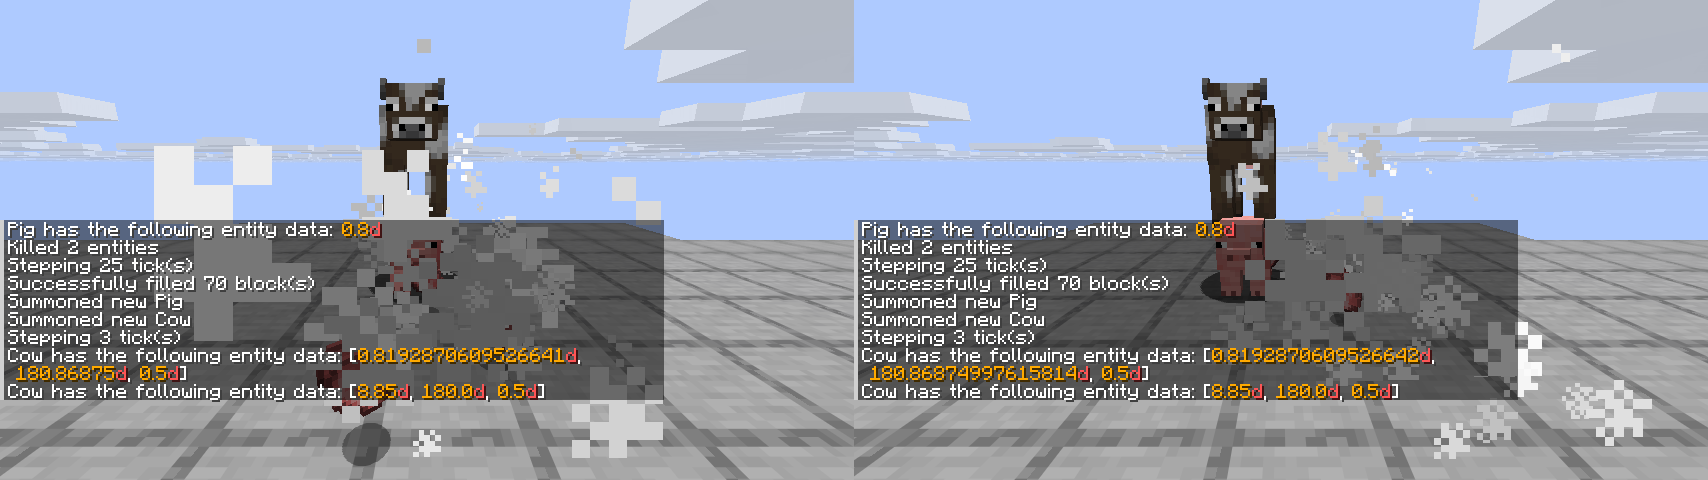 Pig has the following entity data: 0.8d
Killed 2 entities
Stepping 25 tick(s)
Successfully filled 70 block(s)
Summoned new Pig
Summoned new Cow
Stepping 3 tick(s)
Cow has the following entity data: [0.8192870609526641d,
180.86875d, 0.5d]
Cow has the following entity data: [8.85d, 180.0d, 0.5d]
Pig has the following entity data: 0.8d
Killed 2 entities
Stepping 25 tick(s)
Successfully filled 70 block(s)
Summoned new Pig
Summoned new Cow
Stepping 3 tick(s)
Cow has the following entity data: [0.8192870609526642d,
180.868749997615814d, 0.5d]
Cow has the following entity data: [8.85d, 180.0d, 0.5d]